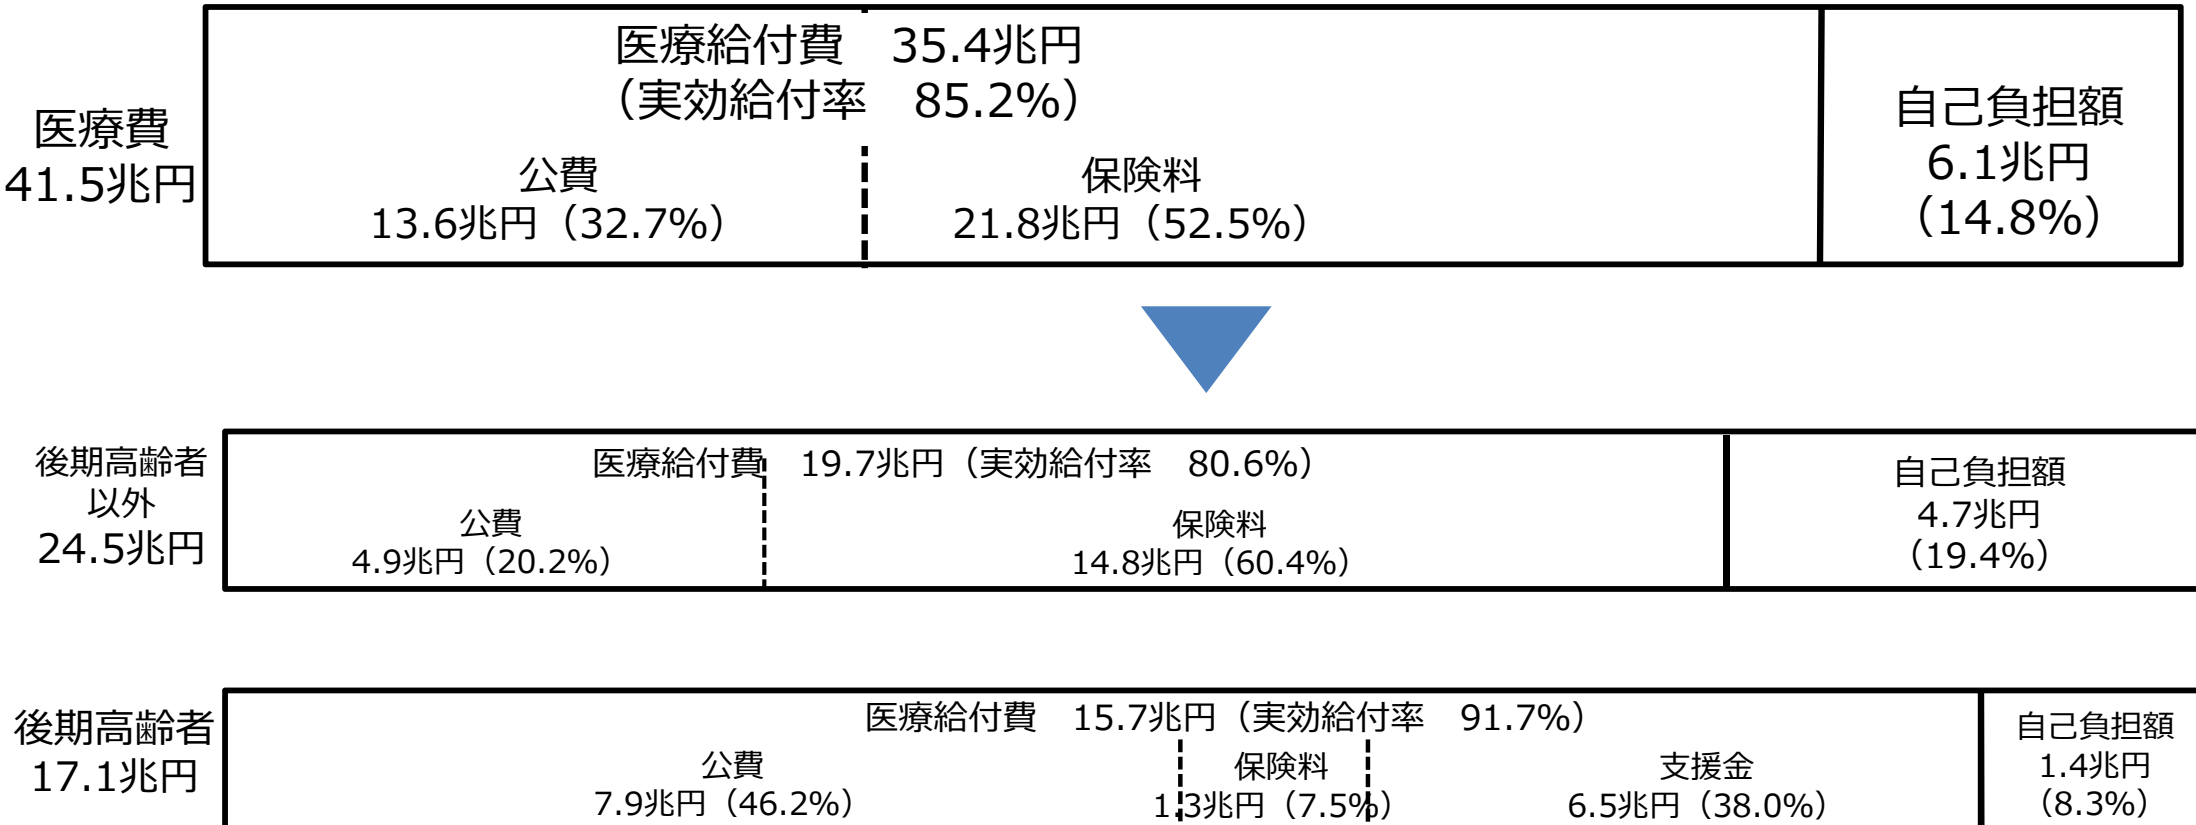 医療費
41.5兆円
医療給付費　35.4兆円
（実効給付率　85.2%）
公費
13.6兆円（32.7%）
保険料
21.8兆円（52.5%）
自己負担額
6.1兆円
（14.8%）
後期高齢者
以外
24.5兆円
医療給付費　19.7兆円（実効給付率　80.6%）
公費
4.9兆円（20.2%）
保険料
14.8兆円（60.4%）
自己負担額
4.7兆円
（19.4%）
後期高齢者
17.1兆円
医療給付費　15.7兆円（実効給付率　91.7%）
公費
7.9兆円（46.2%）
保険料
1.3兆円（7.5%）
支援金
6.5兆円（38.0%）
自己負担額
1.4兆円
（8.3%）